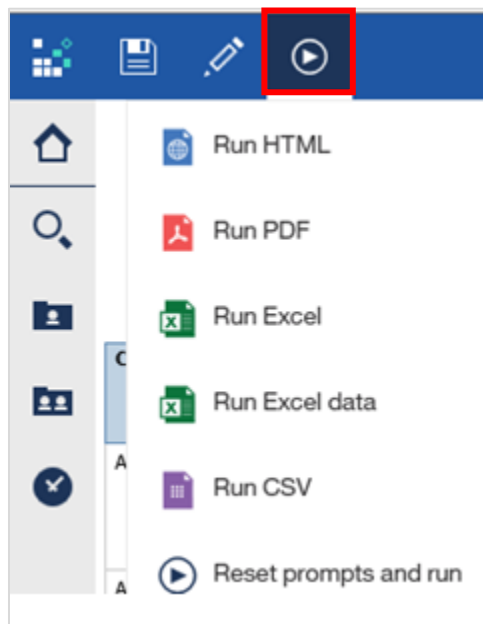 Run HTML
Run PDF
Run Excel
C
Run Excel data
A
Run CSV
Reset prompts and run
A